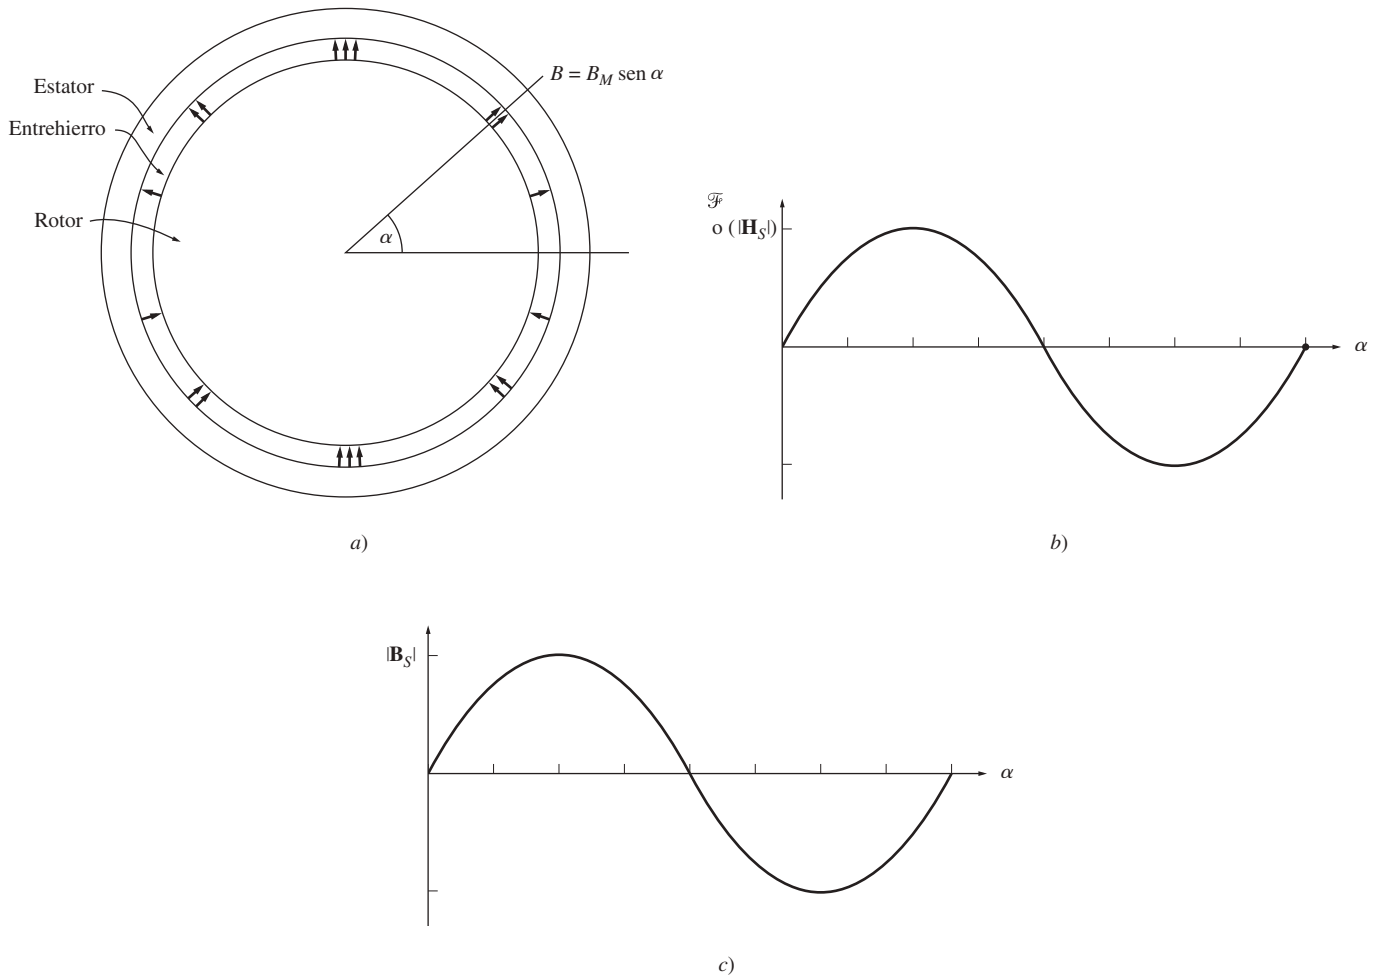 Estator
Entrehierro
Rotor
B = B_M sen α
α
a)
ℱ
o (|H_S|)
α
b)
|B_S|
α
c)